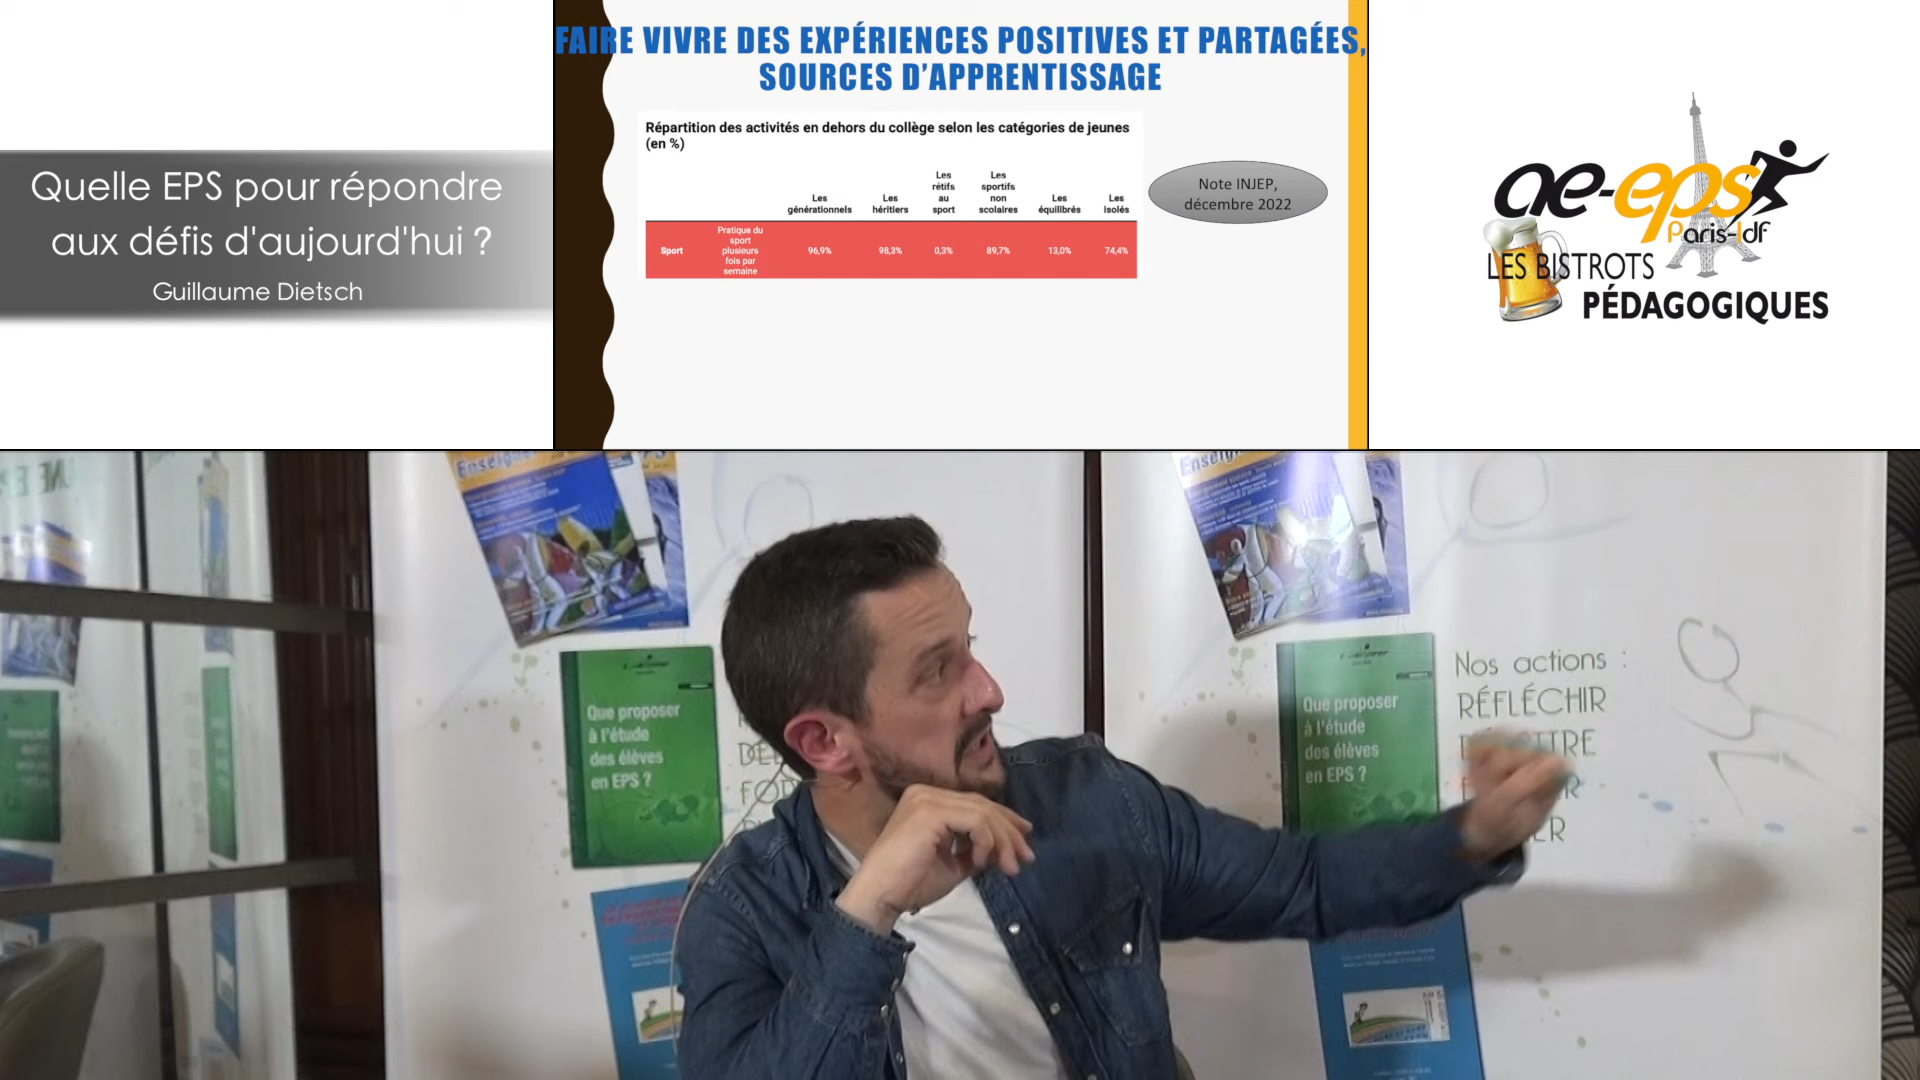 Quelle EPS pour répondre
aux défis d'aujourd'hui ?
Guillaume Dietsch
FAIRE VIVRE DES EXPÉRIENCES POSITIVES ET PARTAGÉES,
SOURCES D'APPRENTISSAGE
Répartition des activités en dehors du collège selon les catégories de jeunes
(en %)
Les générationnels
Les héritiers
Les rétifs au sport
Les sportifs non scolaires
Les équilibrés
Les isolés
Sport
Pratique du sport plusieurs fois par semaine
96,9%
98,3%
0,3%
89,7%
13,0%
74,4%
Note INJEP,
décembre 2022
ae-eps
Paris-Idf
LES BISTROTS
PÉDAGOGIQUES
Que proposer
à l'étude
des élèves
en EPS ?
Que proposer
à l'étude
des élèves
en EPS ?
Nos actions :
RÉFLÉCHIR